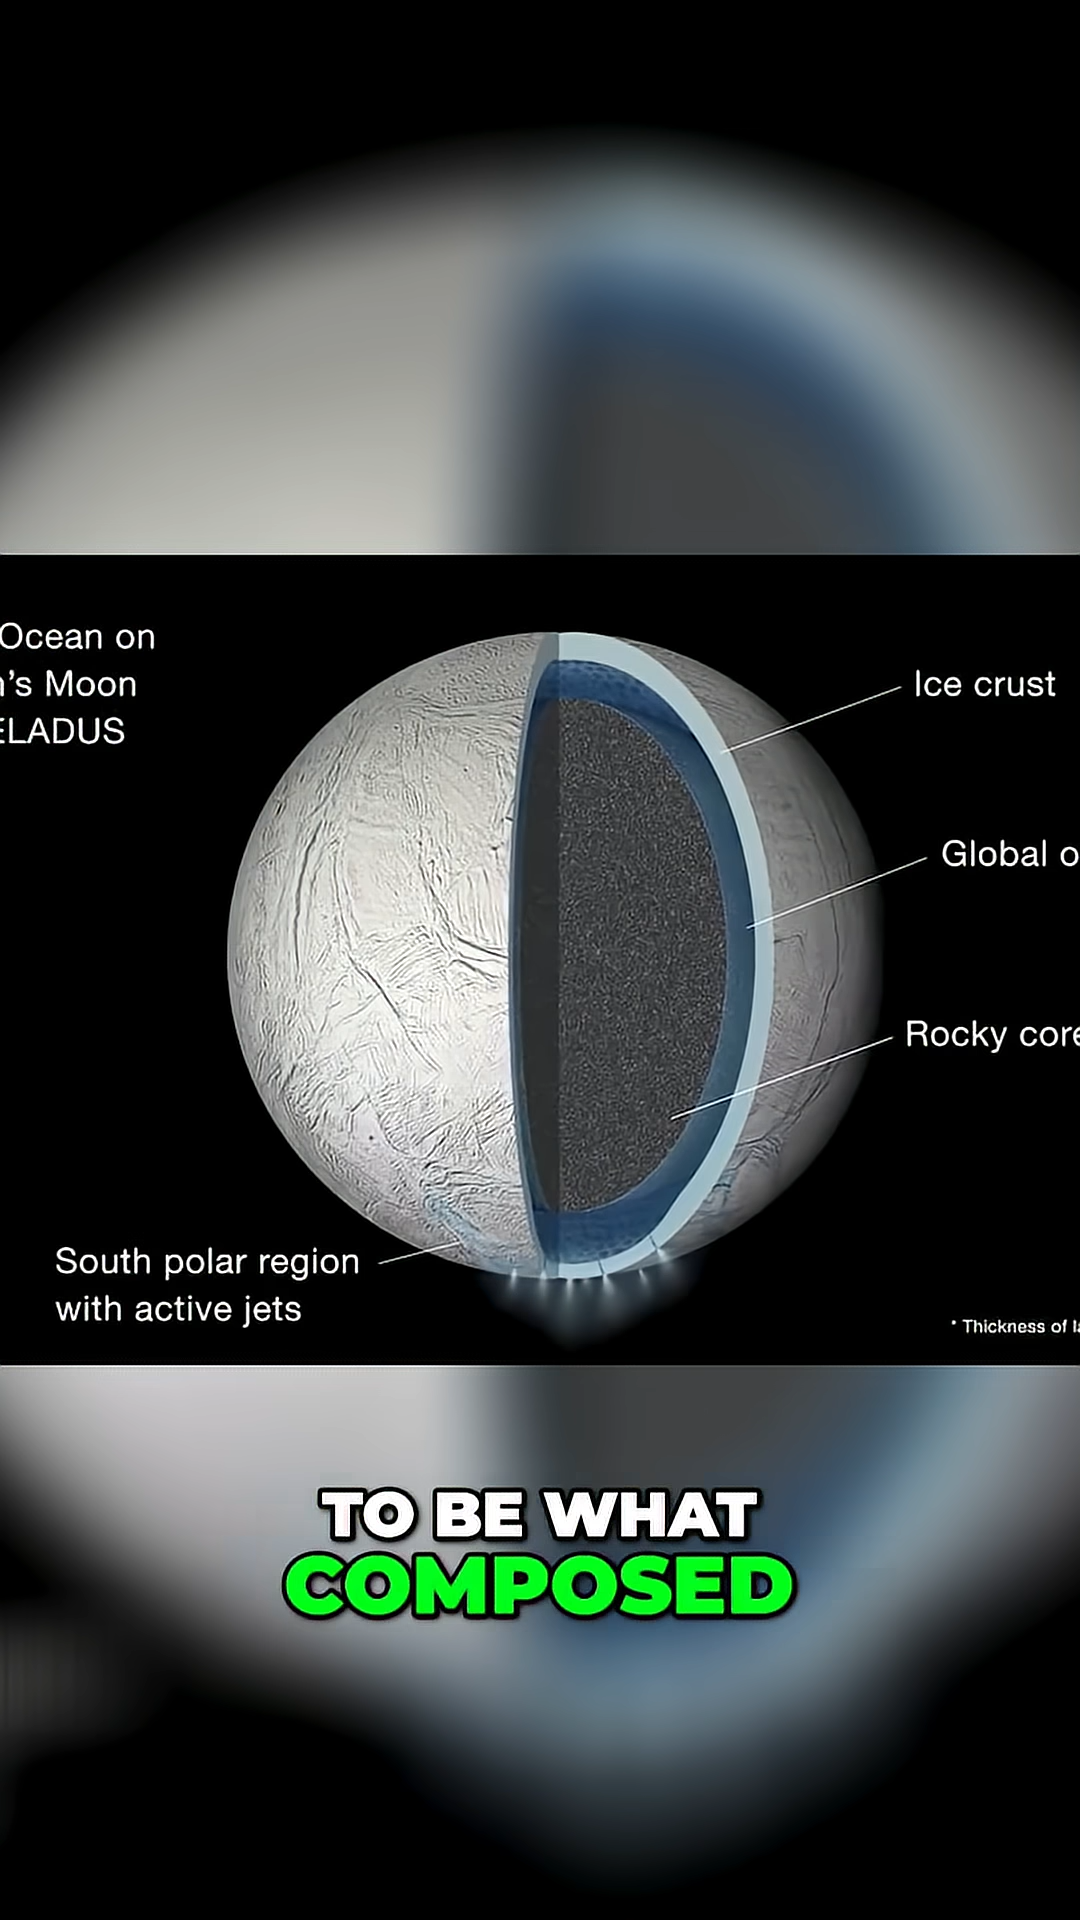 Ocean on
's Moon
ELADUS
Ice crust
Global o
Rocky core
South polar region
with active jets
* Thickness of la
TO BE WHAT
COMPOSED